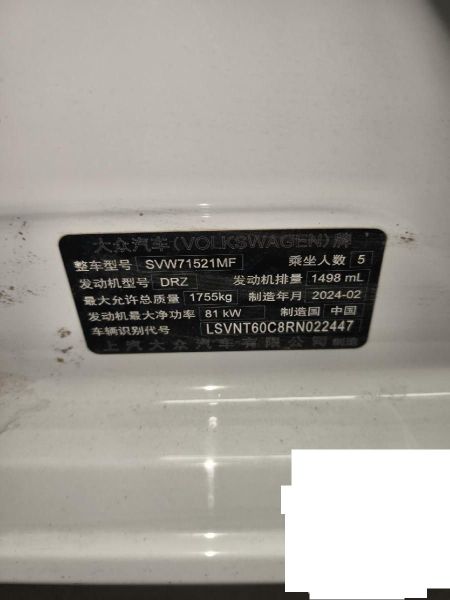 大众汽车(VOLKSWAGEN)牌
整车型号 SVW71521MF 乘坐人数 5
发动机型号 DRZ 发动机排量 1498 mL
最大允许总质量 1755kg 制造年月 2024-02
发动机最大净功率 81 kW 制造国 中国
车辆识别代号 LSVNT60C8RN022447
上汽大众汽车有限公司 制造